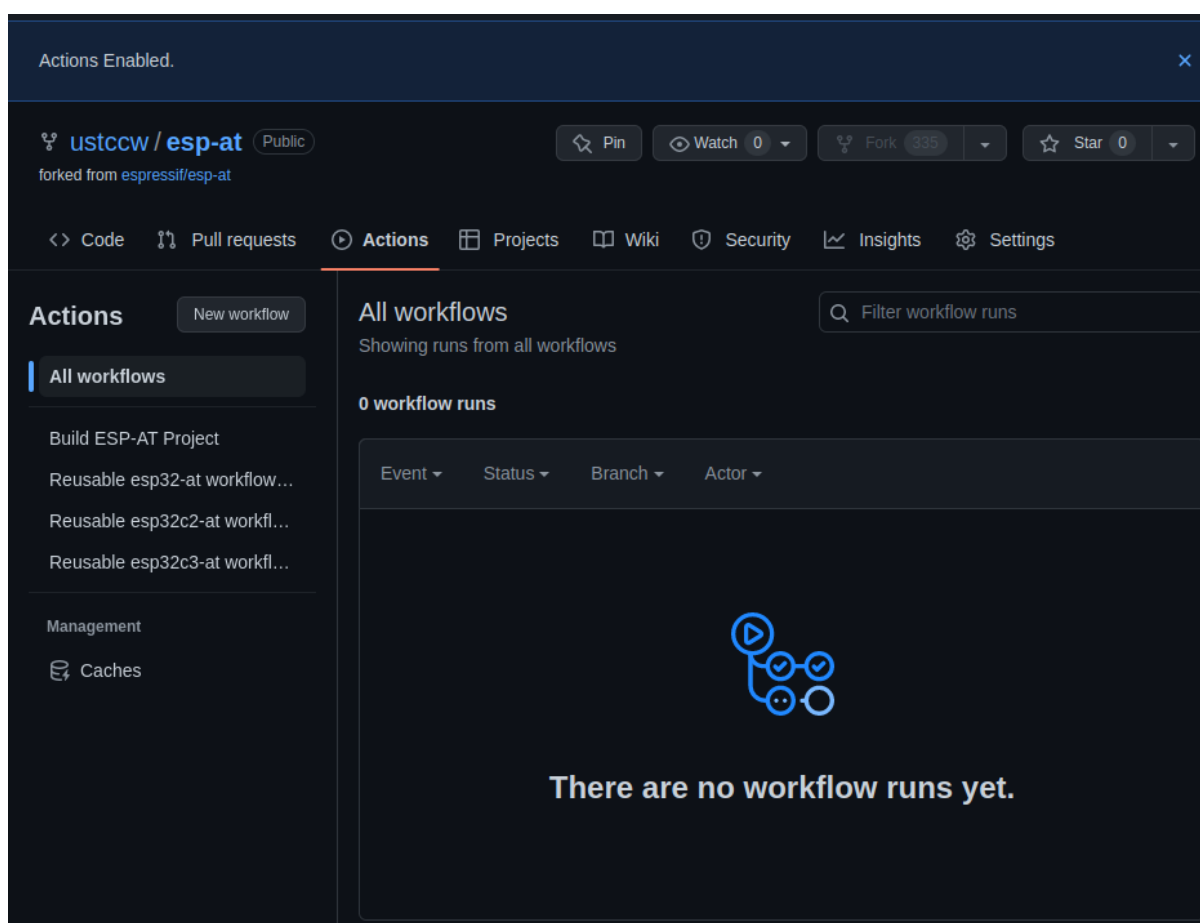 Actions Enabled.
ustccw / esp-at Public
Pin
Watch 0
Fork 335
Star 0
forked from espressif/esp-at
Code
Pull requests
Actions
Projects
Wiki
Security
Insights
Settings
Actions
New workflow
All workflows
Build ESP-AT Project
Reusable esp32-at workflow…
Reusable esp32c2-at workfl…
Reusable esp32c3-at workfl…
Management
Caches
All workflows
Showing runs from all workflows
Filter workflow runs
0 workflow runs
Event
Status
Branch
Actor
There are no workflow runs yet.